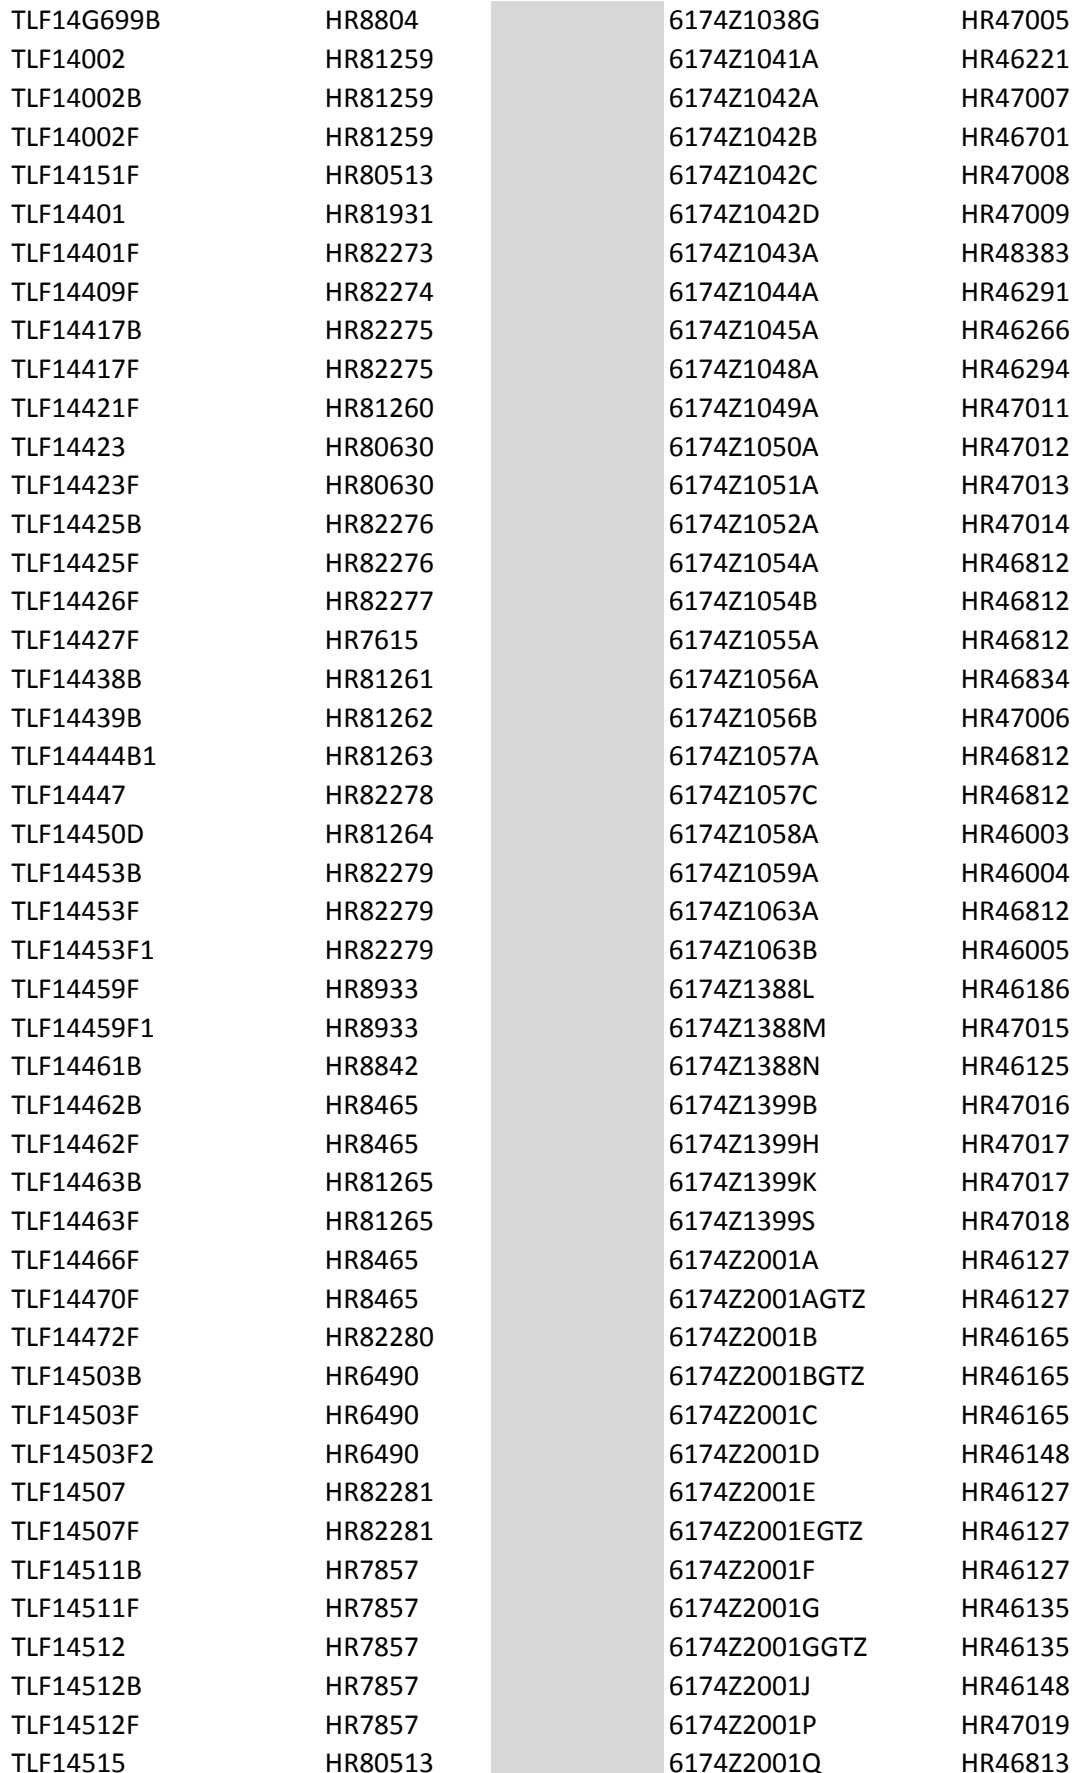 TLF14G699B HR8804 6174Z1038G HR47005
TLF14002 HR81259 6174Z1041A HR46221
TLF14002B HR81259 6174Z1042A HR47007
TLF14002F HR81259 6174Z1042B HR46701
TLF14151F HR80513 6174Z1042C HR47008
TLF14401 HR81931 6174Z1042D HR47009
TLF14401F HR82273 6174Z1043A HR48383
TLF14409F HR82274 6174Z1044A HR46291
TLF14417B HR82275 6174Z1045A HR46266
TLF14417F HR82275 6174Z1048A HR46294
TLF14421F HR81260 6174Z1049A HR47011
TLF14423 HR80630 6174Z1050A HR47012
TLF14423F HR80630 6174Z1051A HR47013
TLF14425B HR82276 6174Z1052A HR47014
TLF14425F HR82276 6174Z1054A HR46812
TLF14426F HR82277 6174Z1054B HR46812
TLF14427F HR7615 6174Z1055A HR46812
TLF14438B HR81261 6174Z1056A HR46834
TLF14439B HR81262 6174Z1056B HR47006
TLF14444B1 HR81263 6174Z1057A HR46812
TLF14447 HR82278 6174Z1057C HR46812
TLF14450D HR81264 6174Z1058A HR46003
TLF14453B HR82279 6174Z1059A HR46004
TLF14453F HR82279 6174Z1063A HR46812
TLF14453F1 HR82279 6174Z1063B HR46005
TLF14459F HR8933 6174Z1388L HR46186
TLF14459F1 HR8933 6174Z1388M HR47015
TLF14461B HR8842 6174Z1388N HR46125
TLF14462B HR8465 6174Z1399B HR47016
TLF14462F HR8465 6174Z1399H HR47017
TLF14463B HR81265 6174Z1399K HR47017
TLF14463F HR81265 6174Z1399S HR47018
TLF14466F HR8465 6174Z2001A HR46127
TLF14470F HR8465 6174Z2001AGTZ HR46127
TLF14472F HR82280 6174Z2001B HR46165
TLF14503B HR6490 6174Z2001BGTZ HR46165
TLF14503F HR6490 6174Z2001C HR46165
TLF14503F2 HR6490 6174Z2001D HR46148
TLF14507 HR82281 6174Z2001E HR46127
TLF14507F HR82281 6174Z2001EGTZ HR46127
TLF14511B HR7857 6174Z2001F HR46127
TLF14511F HR7857 6174Z2001G HR46135
TLF14512 HR7857 6174Z2001GGTZ HR46135
TLF14512B HR7857 6174Z2001J HR46148
TLF14512F HR7857 6174Z2001P HR47019
TLF14515 HR80513 6174Z2001Q HR46813